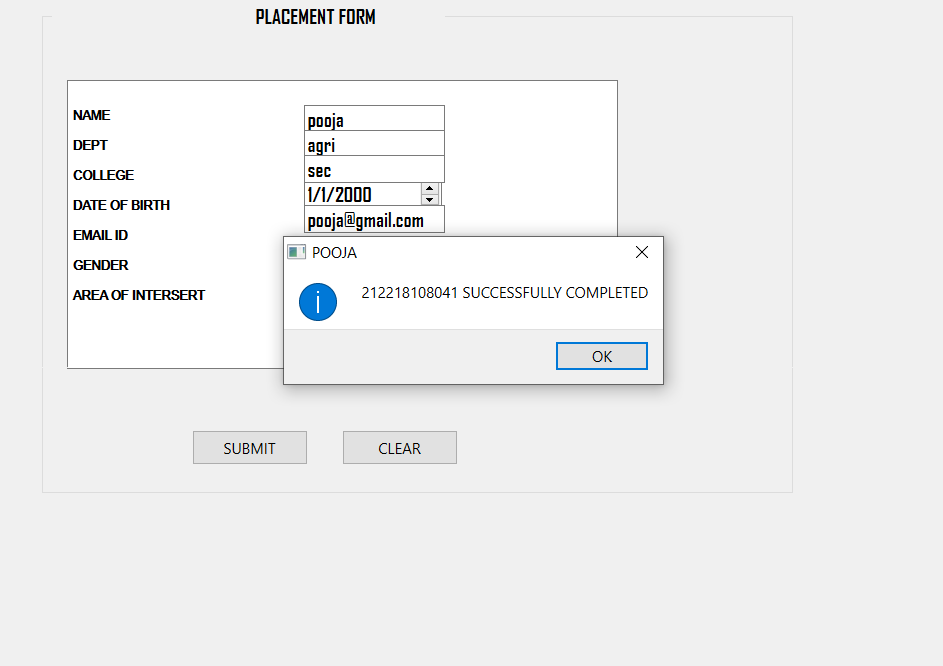 PLACEMENT FORM
NAME pooja
DEPT agri
COLLEGE sec
DATE OF BIRTH 1/1/2000
EMAIL ID pooja@gmail.com
GENDER
AREA OF INTERSERT
POOJA
212218108041 SUCCESSFULLY COMPLETED
OK
SUBMIT CLEAR